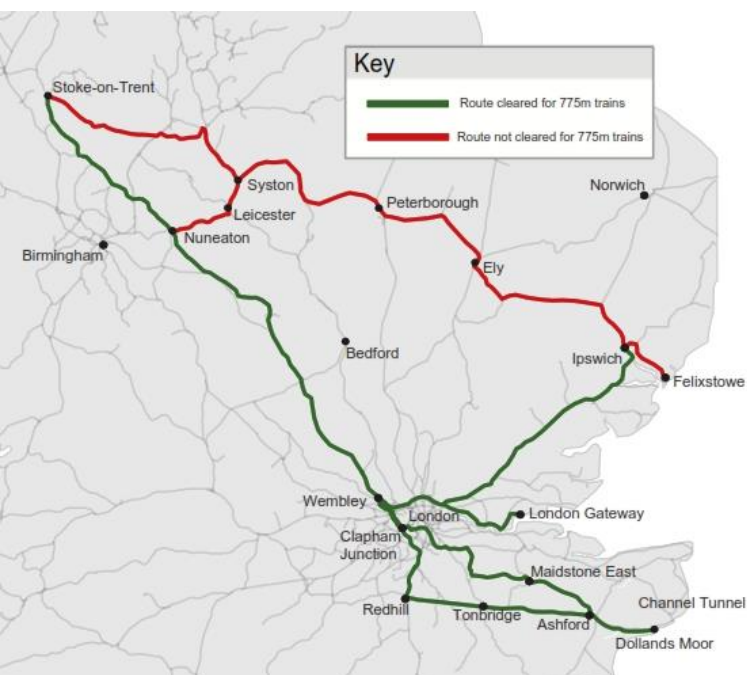 Key
Route cleared for 775m trains
Route not cleared for 775m trains
Stoke-on-Trent
Syston
Norwich
Leicester
Peterborough
Nuneaton
Birmingham
Ely
Bedford
Ipswich
Felixstowe
Wembley
London
London Gateway
Clapham
Junction
Maidstone East
Redhill
Tonbridge
Ashford
Channel Tunnel
Dollands Moor